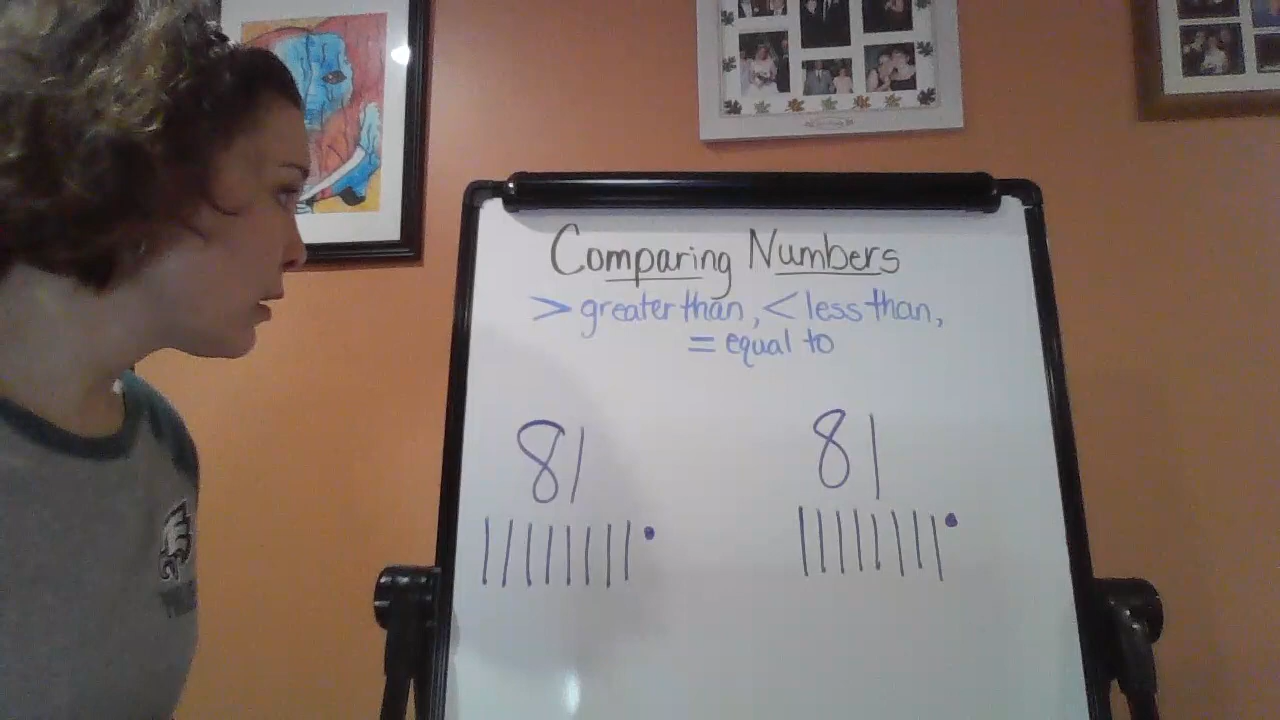 Comparing Numbers
> greater than, < less than,
= equal to
81 81